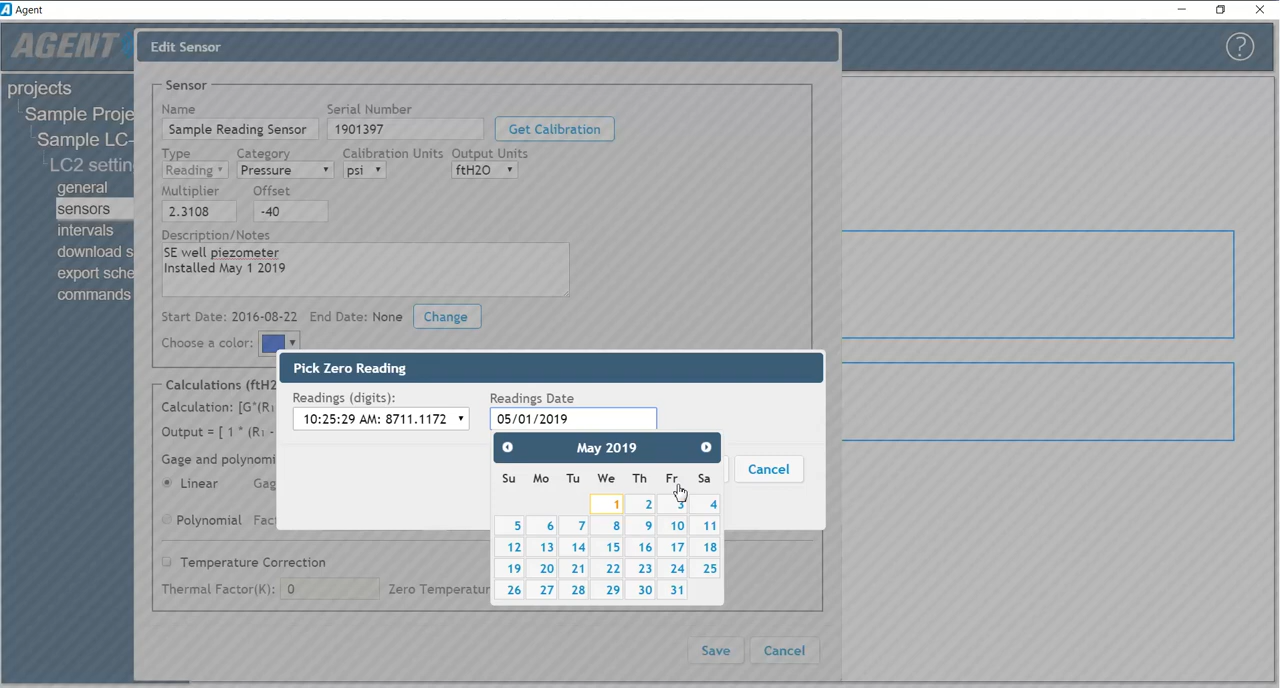 Agent
AGENT
?
projects
Sample Proje
Sample LC-
LC2 settin
general
sensors
intervals
download s
export sche
commands
Edit Sensor
Sensor
Name Serial Number
Sample Reading Sensor 1901397 Get Calibration
Type Category Calibration Units Output Units
Reading Pressure psi ftH2O
Multiplier Offset
2.3108 -40
Description/Notes
SE well piezometer
Installed May 1 2019
Start Date: 2016-08-22 End Date: None Change
Choose a color:
Calculations (ftH2
Calculation: [G*(R₁
Output = [ 1 * (R₁ -
Gage and polynomi
Linear Gag
Polynomial Fac
Temperature Correction
Thermal Factor(K): 0 Zero Temperatur
Save Cancel
Pick Zero Reading
Readings (digits): Readings Date
10:25:29 AM: 8711.1172 05/01/2019
Cancel
May 2019
Su Mo Tu We Th Fr Sa
1 2 3 4
5 6 7 8 9 10 11
12 13 14 15 16 17 18
19 20 21 22 23 24 25
26 27 28 29 30 31